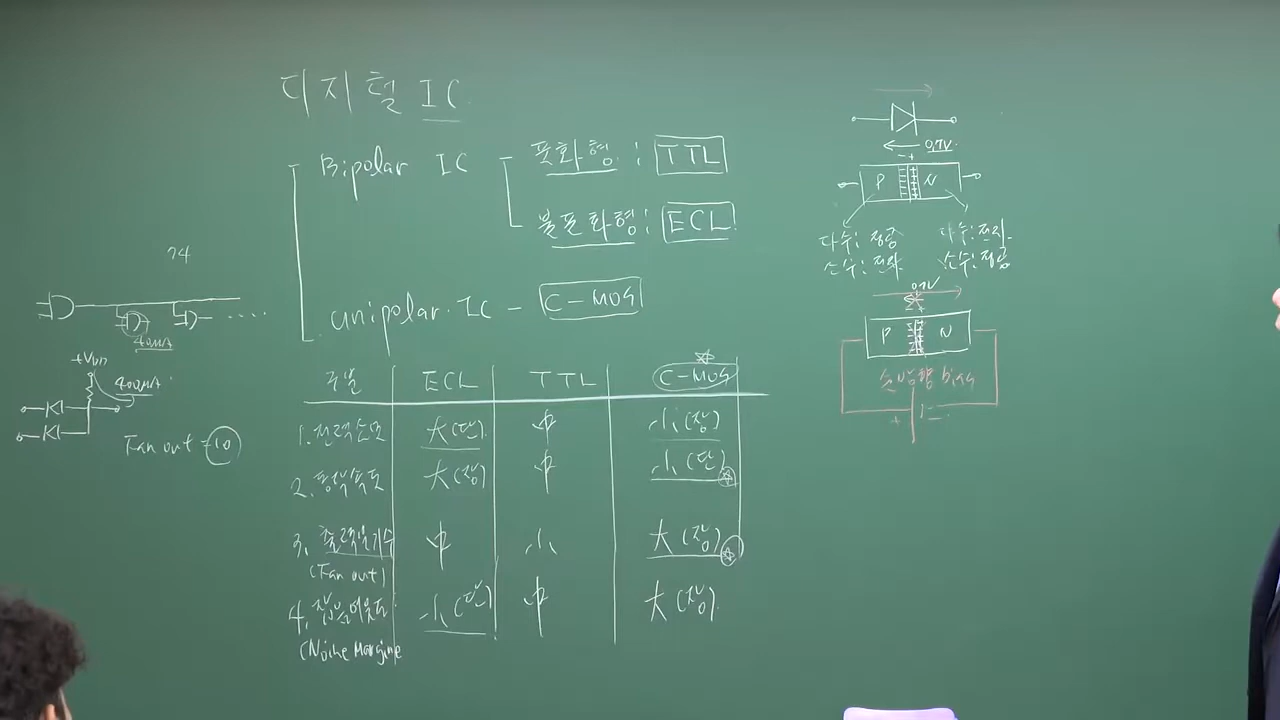 디지털 IC
Bipolar IC
포화형 : TTL
불포화형 : ECL
unipolar. IC - C-MOS
구분 ECL TTL C-MOS
1. 전력소모 大(단) 中 小(장)
2. 동작속도 大(장) 中 小(단)
3. 출력분기수 中 小 大(장)
(Fan out)
4. 잡음여유도 小(단) 中 大(장)
(Noise Margine
74
40μA
+VDD
400μA
Fan out = 10
0.7V
- +
P N
다수: 정공 다수: 전자
소수: 전자 소수: 정공
0.7V
P N
순방향 bias
+ -